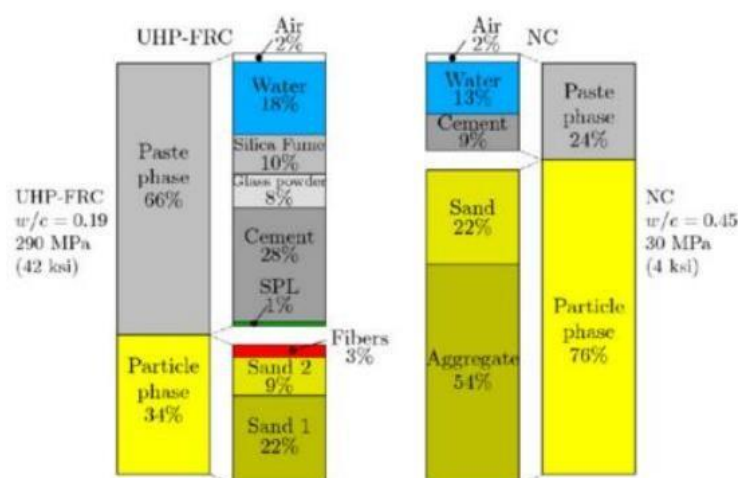 UHP-FRC
Air
2%
Water
18%
Silica Fume
10%
Glass powder
8%
Cement
28%
SPL
1%
Paste
phase
66%
UHP-FRC
w/c = 0.19
290 MPa
(42 ksi)
Particle
phase
34%
Fibers
3%
Sand 2
9%
Sand 1
22%
Air
2%
NC
Water
13%
Cement
9%
Sand
22%
Aggregate
54%
Paste
phase
24%
Particle
phase
76%
NC
w/c = 0.45
30 MPa
(4 ksi)